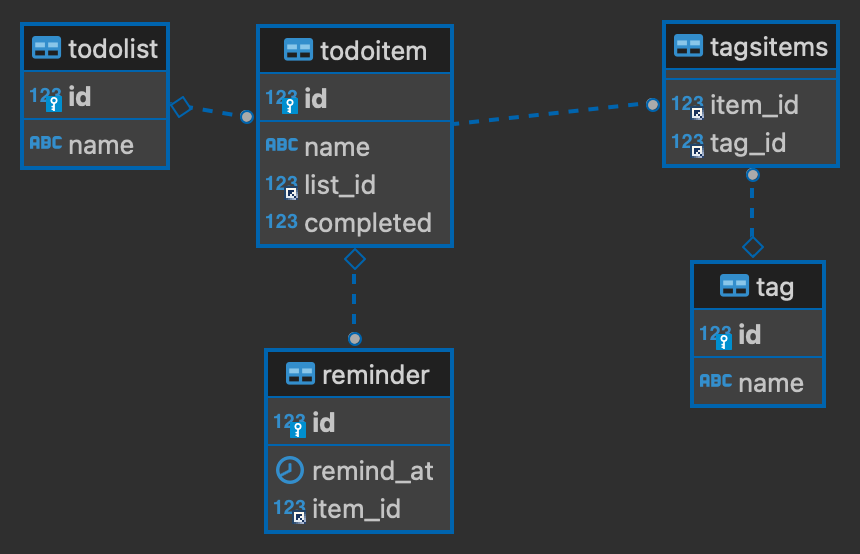 todolist
123 id
ABC name
todoitem
123 id
ABC name
123 list_id
123 completed
tagsitems
123 item_id
123 tag_id
reminder
123 id
remind_at
123 item_id
tag
123 id
ABC name